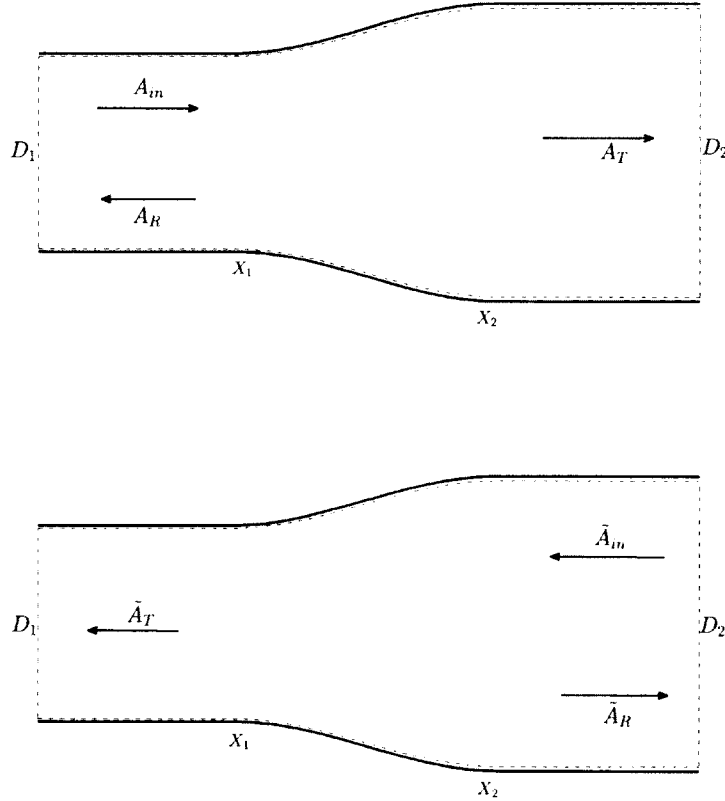 A_in
D₁
A_T
D₂
A_R
X₁
X₂
Ã_in
D₁
Ã_T
D₂
Ã_R
X₁
X₂